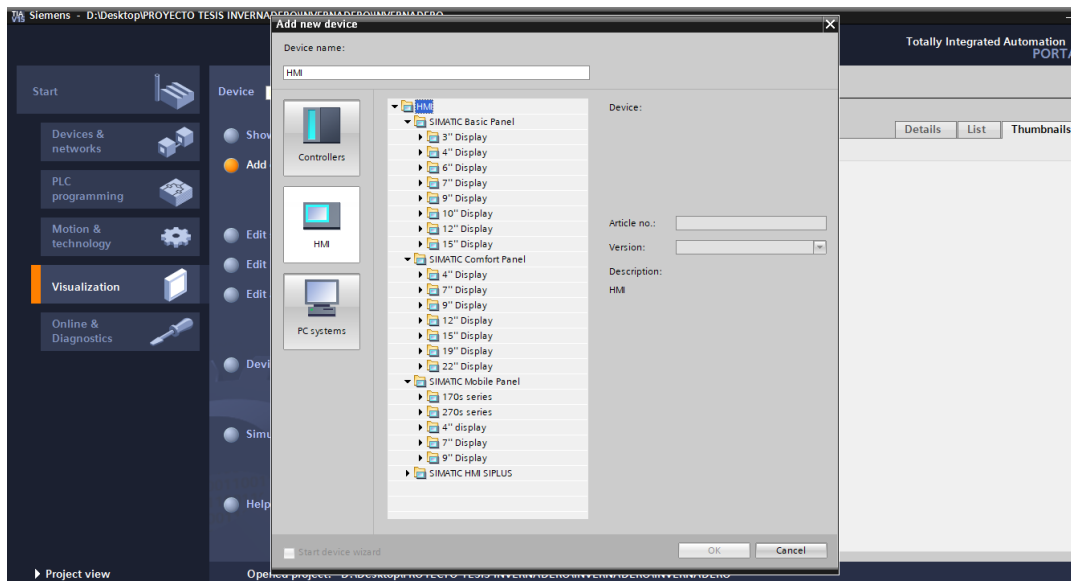 Siemens - D:\Desktop\PROYECTO TESIS INVERNADERO\INVERNADERO\INVERNADERO
Totally Integrated Automation
PORTA
Start
Devices &
networks
PLC
programming
Motion &
technology
Visualization
Online &
Diagnostics
Project view
Device
Show
Add
Edit
Edit
Edit
Devi
Simu
Help
Opened project: D:\Desktop\PROYECTO TESIS INVERNADERO\INVERNADERO\INVERNADERO
Add new device
Device name:
HMI
Controllers
HMI
PC systems
HMI
SIMATIC Basic Panel
3'' Display
4'' Display
6'' Display
7'' Display
9'' Display
10'' Display
12'' Display
15'' Display
SIMATIC Comfort Panel
4'' Display
7'' Display
9'' Display
12'' Display
15'' Display
19'' Display
22'' Display
SIMATIC Mobile Panel
170s series
270s series
4'' display
7'' Display
9'' Display
SIMATIC HMI SIPLUS
Device:
Article no.:
Version:
Description:
HMI
Start device wizard
OK
Cancel
Details
List
Thumbnails